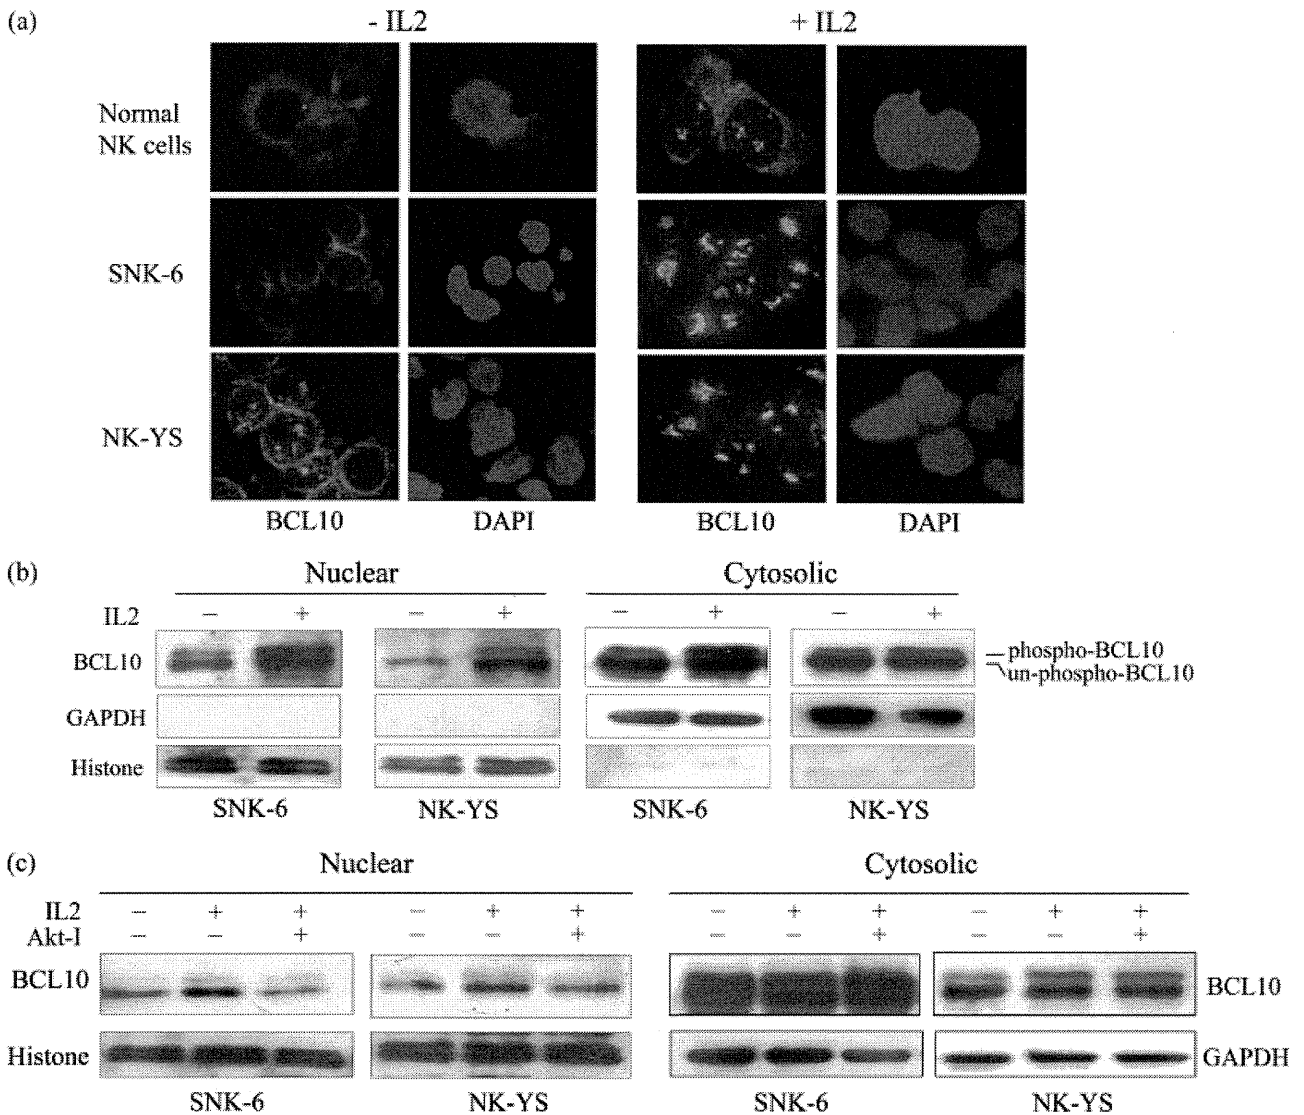 (a)
- IL2 + IL2
Normal
NK cells
SNK-6
NK-YS
BCL10 DAPI BCL10 DAPI
(b)
Nuclear Cytosolic
IL2 − + − + − + − +
BCL10
phospho-BCL10
un-phospho-BCL10
GAPDH
Histone
SNK-6 NK-YS SNK-6 NK-YS
(c)
Nuclear Cytosolic
IL2 − + + − + + − + + − + +
Akt-I − − + − − + − − + − − +
BCL10 BCL10
Histone GAPDH
SNK-6 NK-YS SNK-6 NK-YS